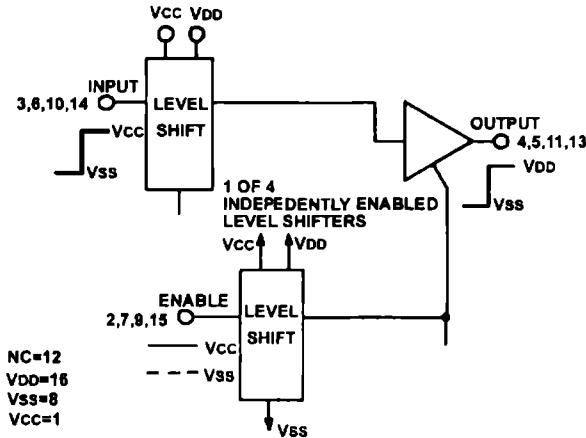 VCC VDD
INPUT
3,6,10,14
LEVEL
SHIFT
VCC
VSS
OUTPUT
4,5,11,13
VDD
VSS
1 OF 4
INDEPEDENTLY ENABLED
LEVEL SHIFTERS
VCC VDD
ENABLE
2,7,9,15
LEVEL
SHIFT
VCC
VSS
VSS
NC=12
VDD=16
VSS=8
VCC=1